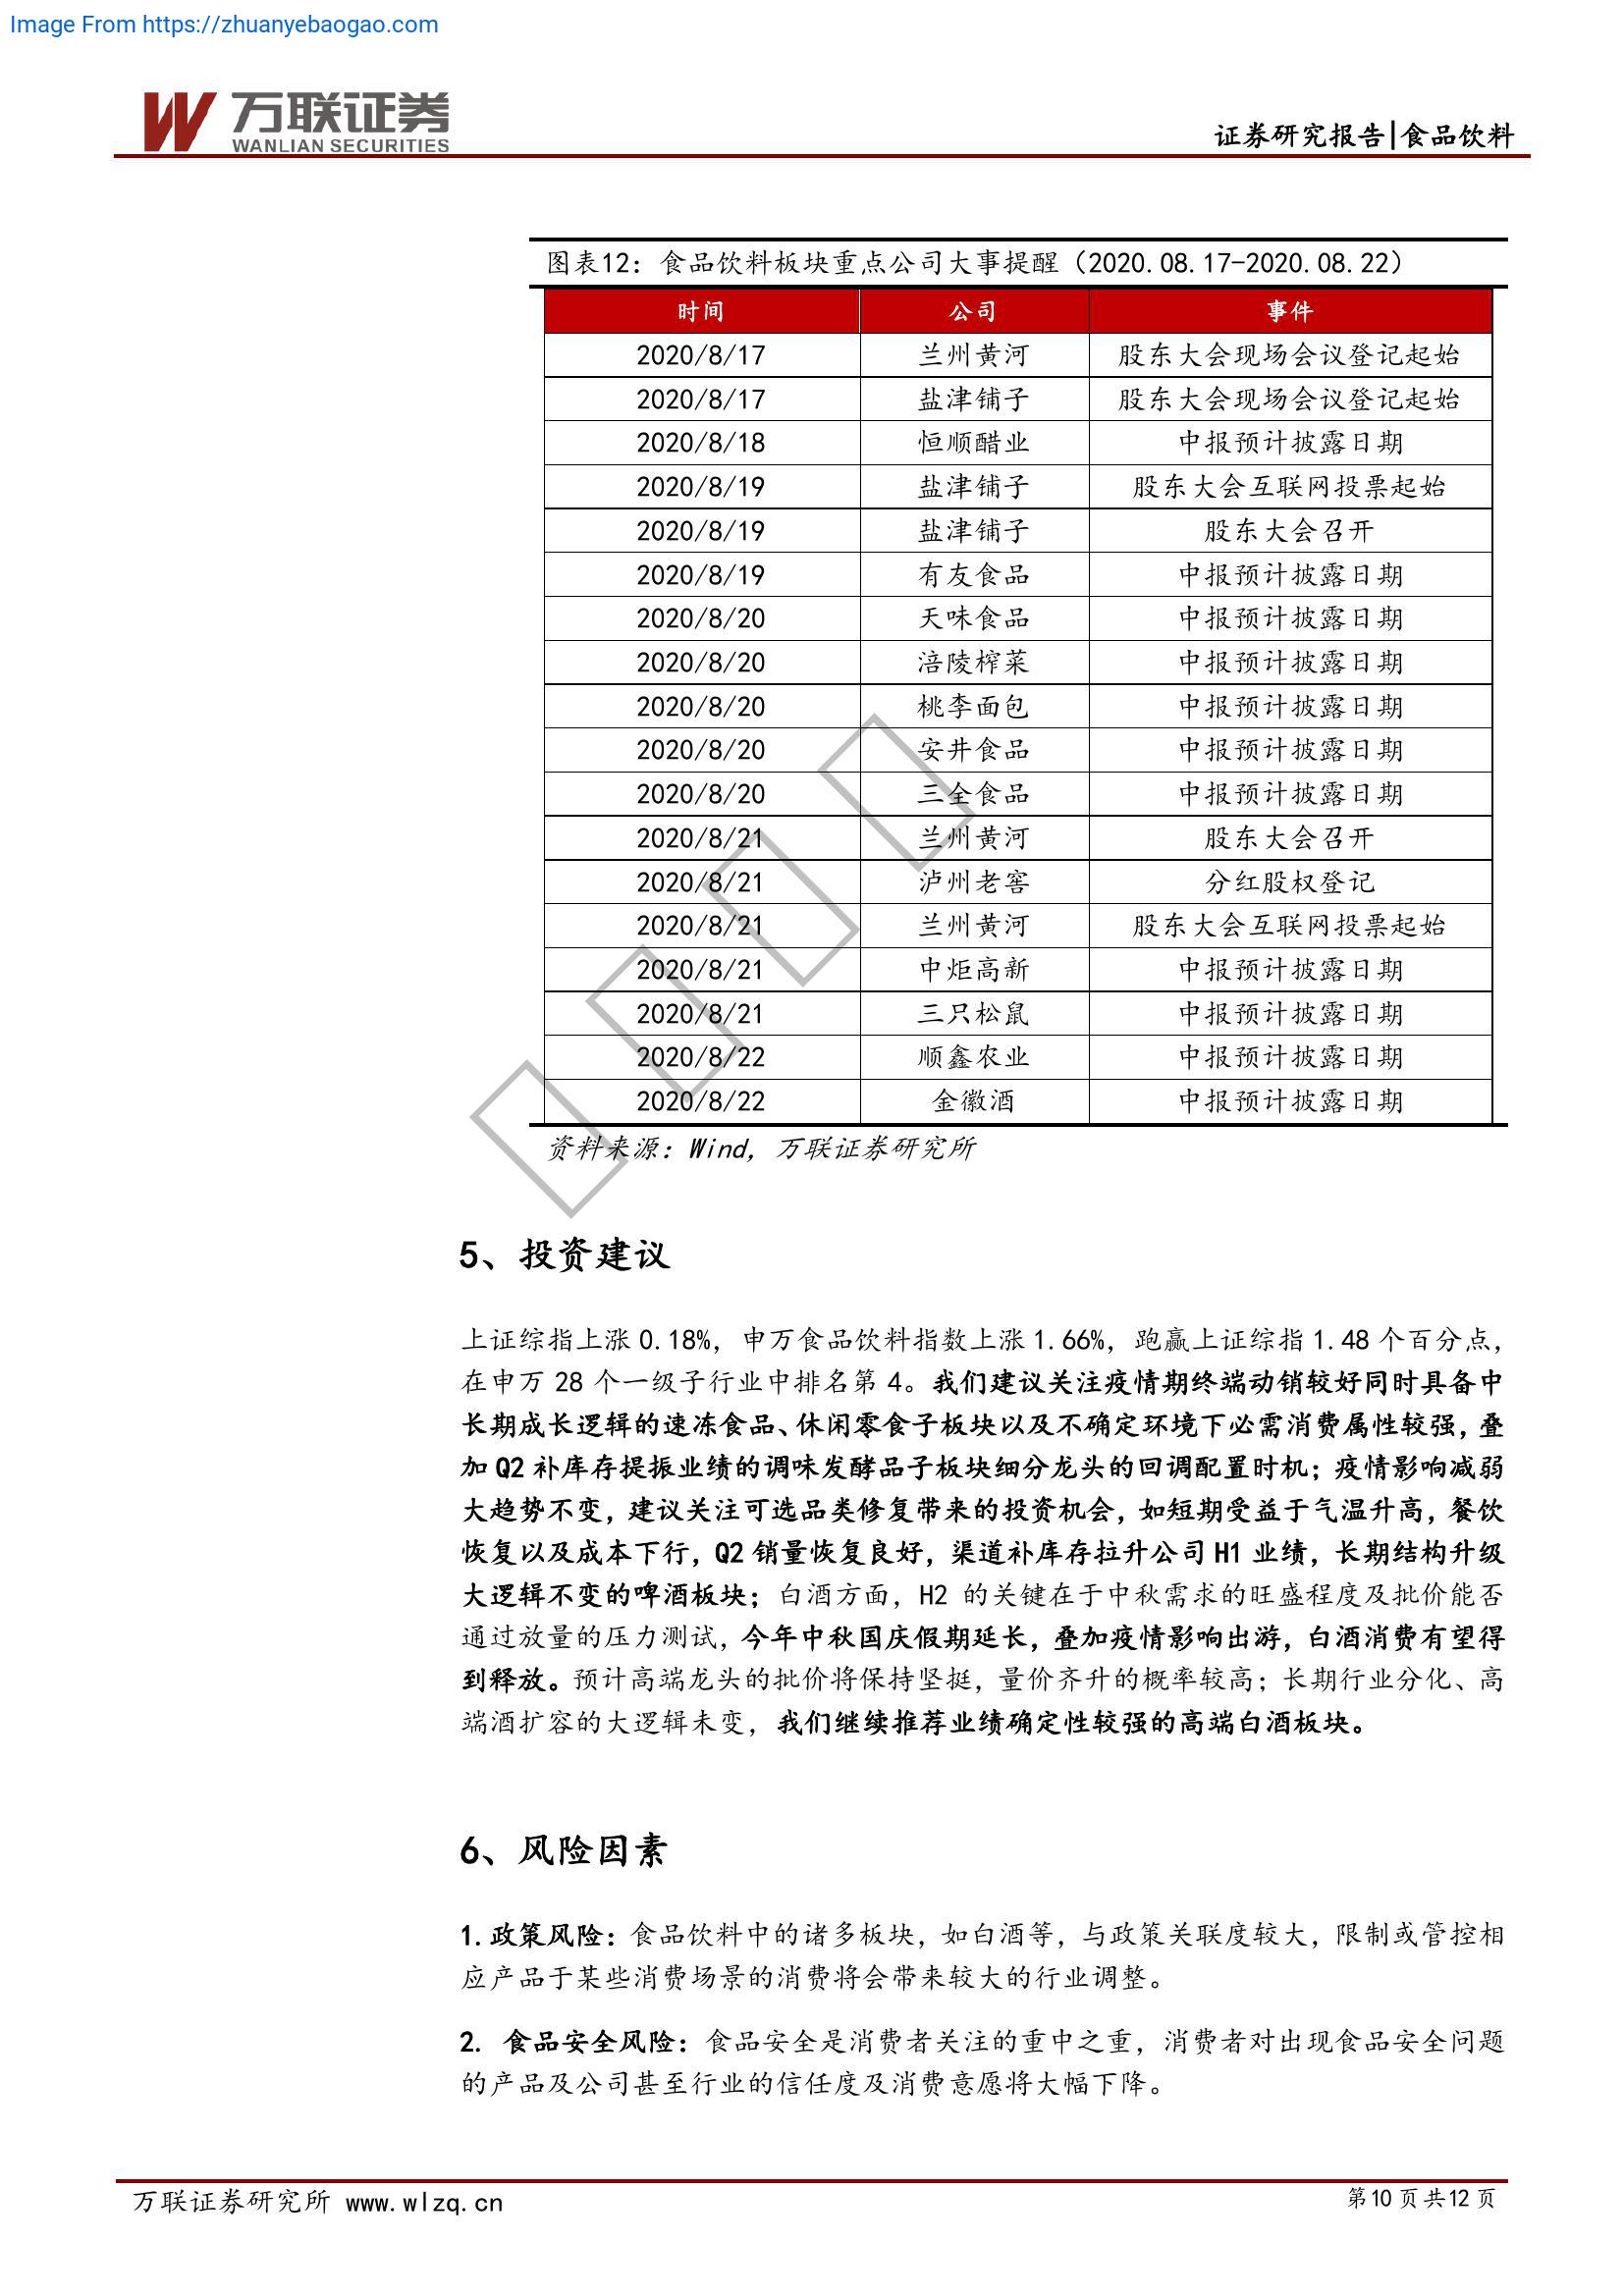 Image From https://zhuanyebaogao.com
万联证券
WANLIAN SECURITIES
证券研究报告|食品饮料
图表12：食品饮料板块重点公司大事提醒（2020.08.17-2020.08.22）
时间 公司 事件
2020/8/17 兰州黄河 股东大会现场会议登记起始
2020/8/17 盐津铺子 股东大会现场会议登记起始
2020/8/18 恒顺醋业 中报预计披露日期
2020/8/19 盐津铺子 股东大会互联网投票起始
2020/8/19 盐津铺子 股东大会召开
2020/8/19 有友食品 中报预计披露日期
2020/8/20 天味食品 中报预计披露日期
2020/8/20 涪陵榨菜 中报预计披露日期
2020/8/20 桃李面包 中报预计披露日期
2020/8/20 安井食品 中报预计披露日期
2020/8/20 三全食品 中报预计披露日期
2020/8/21 兰州黄河 股东大会召开
2020/8/21 泸州老窖 分红股权登记
2020/8/21 兰州黄河 股东大会互联网投票起始
2020/8/21 中炬高新 中报预计披露日期
2020/8/21 三只松鼠 中报预计披露日期
2020/8/22 顺鑫农业 中报预计披露日期
2020/8/22 金徽酒 中报预计披露日期
资料来源：Wind，万联证券研究所
5、投资建议
上证综指上涨 0.18%，申万食品饮料指数上涨 1.66%，跑赢上证综指 1.48 个百分点，
在申万 28 个一级子行业中排名第 4。我们建议关注疫情期终端动销较好同时具备中
长期成长逻辑的速冻食品、休闲零食子板块以及不确定环境下必需消费属性较强，叠
加 Q2 补库存提振业绩的调味发酵品子板块细分龙头的回调配置时机；疫情影响减弱
大趋势不变，建议关注可选品类修复带来的投资机会，如短期受益于气温升高，餐饮
恢复以及成本下行，Q2 销量恢复良好，渠道补库存拉升公司 H1 业绩，长期结构升级
大逻辑不变的啤酒板块；白酒方面，H2 的关键在于中秋需求的旺盛程度及批价能否
通过放量的压力测试，今年中秋国庆假期延长，叠加疫情影响出游，白酒消费有望得
到释放。预计高端龙头的批价将保持坚挺，量价齐升的概率较高；长期行业分化、高
端酒扩容的大逻辑未变，我们继续推荐业绩确定性较强的高端白酒板块。
6、风险因素
1.政策风险：食品饮料中的诸多板块，如白酒等，与政策关联度较大，限制或管控相
应产品于某些消费场景的消费将会带来较大的行业调整。
2. 食品安全风险：食品安全是消费者关注的重中之重，消费者对出现食品安全问题
的产品及公司甚至行业的信任度及消费意愿将大幅下降。
万联证券研究所 www.wlzq.cn
第 10 页 共 12 页